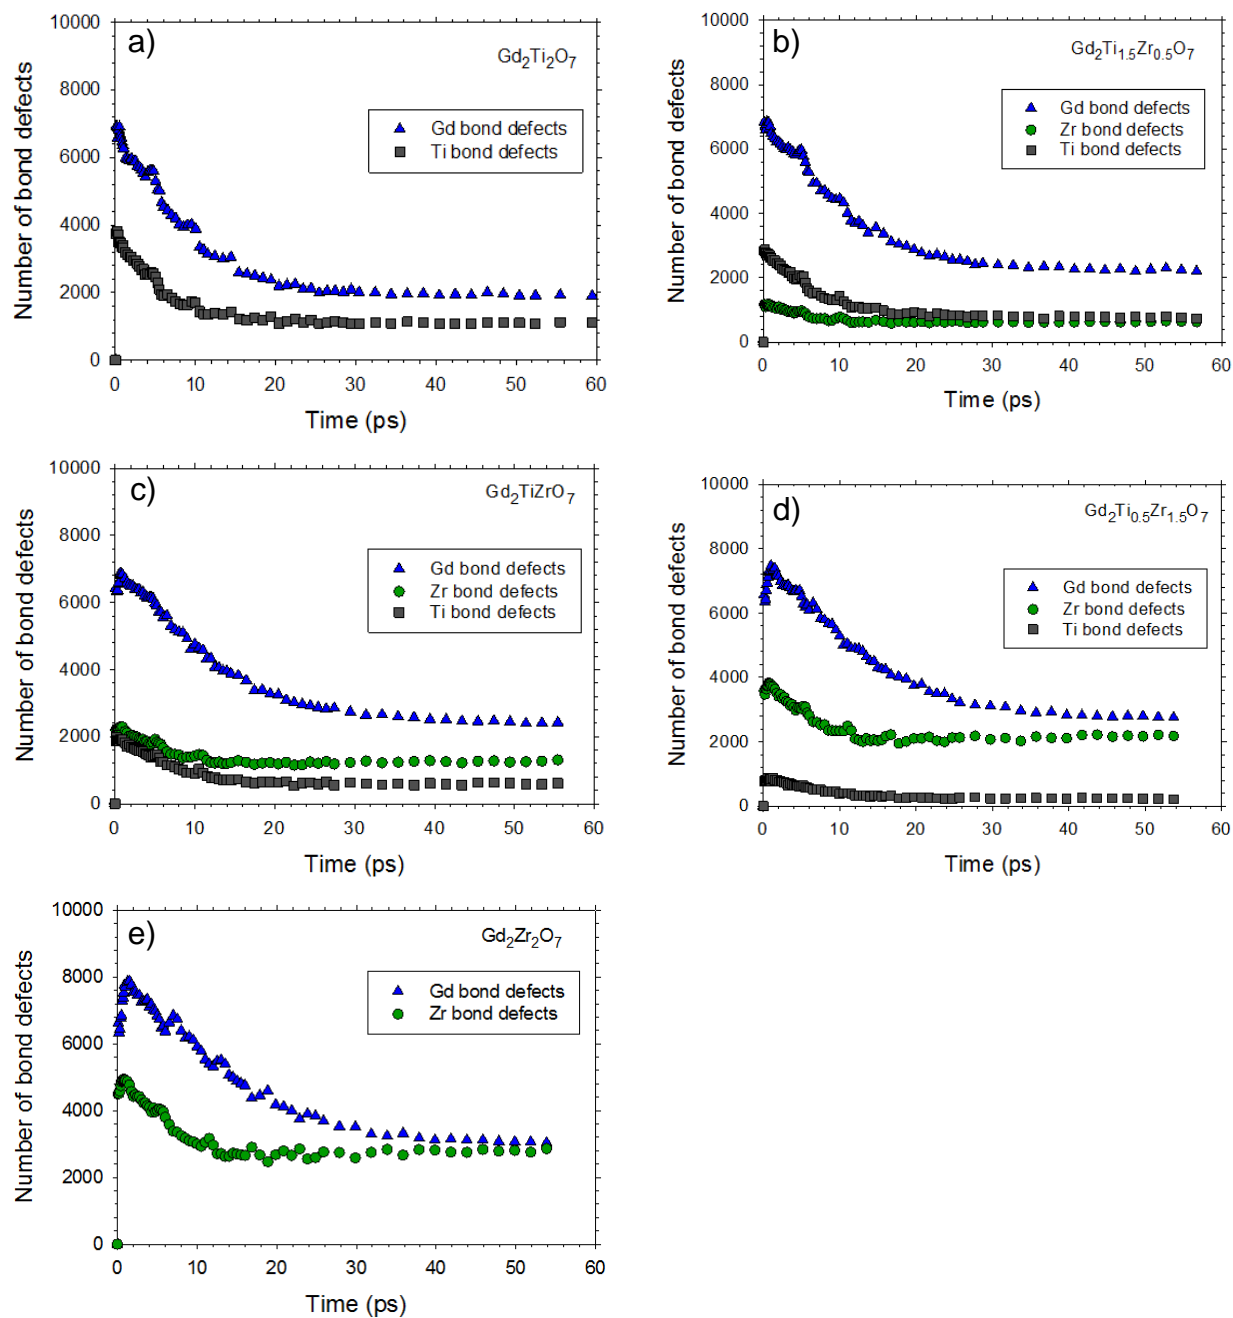 a)
Gd2Ti2O7
Gd bond defects
Ti bond defects
Number of bond defects
10000
8000
6000
4000
2000
0
0 10 20 30 40 50 60
Time (ps)
b)
Gd2Ti1.5Zr0.5O7
Gd bond defects
Zr bond defects
Ti bond defects
Number of bond defects
10000
8000
6000
4000
2000
0
0 10 20 30 40 50 60
Time (ps)
c)
Gd2TiZrO7
Gd bond defects
Zr bond defects
Ti bond defects
Number of bond defects
10000
8000
6000
4000
2000
0
0 10 20 30 40 50 60
Time (ps)
d)
Gd2Ti0.5Zr1.5O7
Gd bond defects
Zr bond defects
Ti bond defects
Number of bond defects
10000
8000
6000
4000
2000
0
0 10 20 30 40 50 60
Time (ps)
e)
Gd2Zr2O7
Gd bond defects
Zr bond defects
Number of bond defects
10000
8000
6000
4000
2000
0
0 10 20 30 40 50 60
Time (ps)